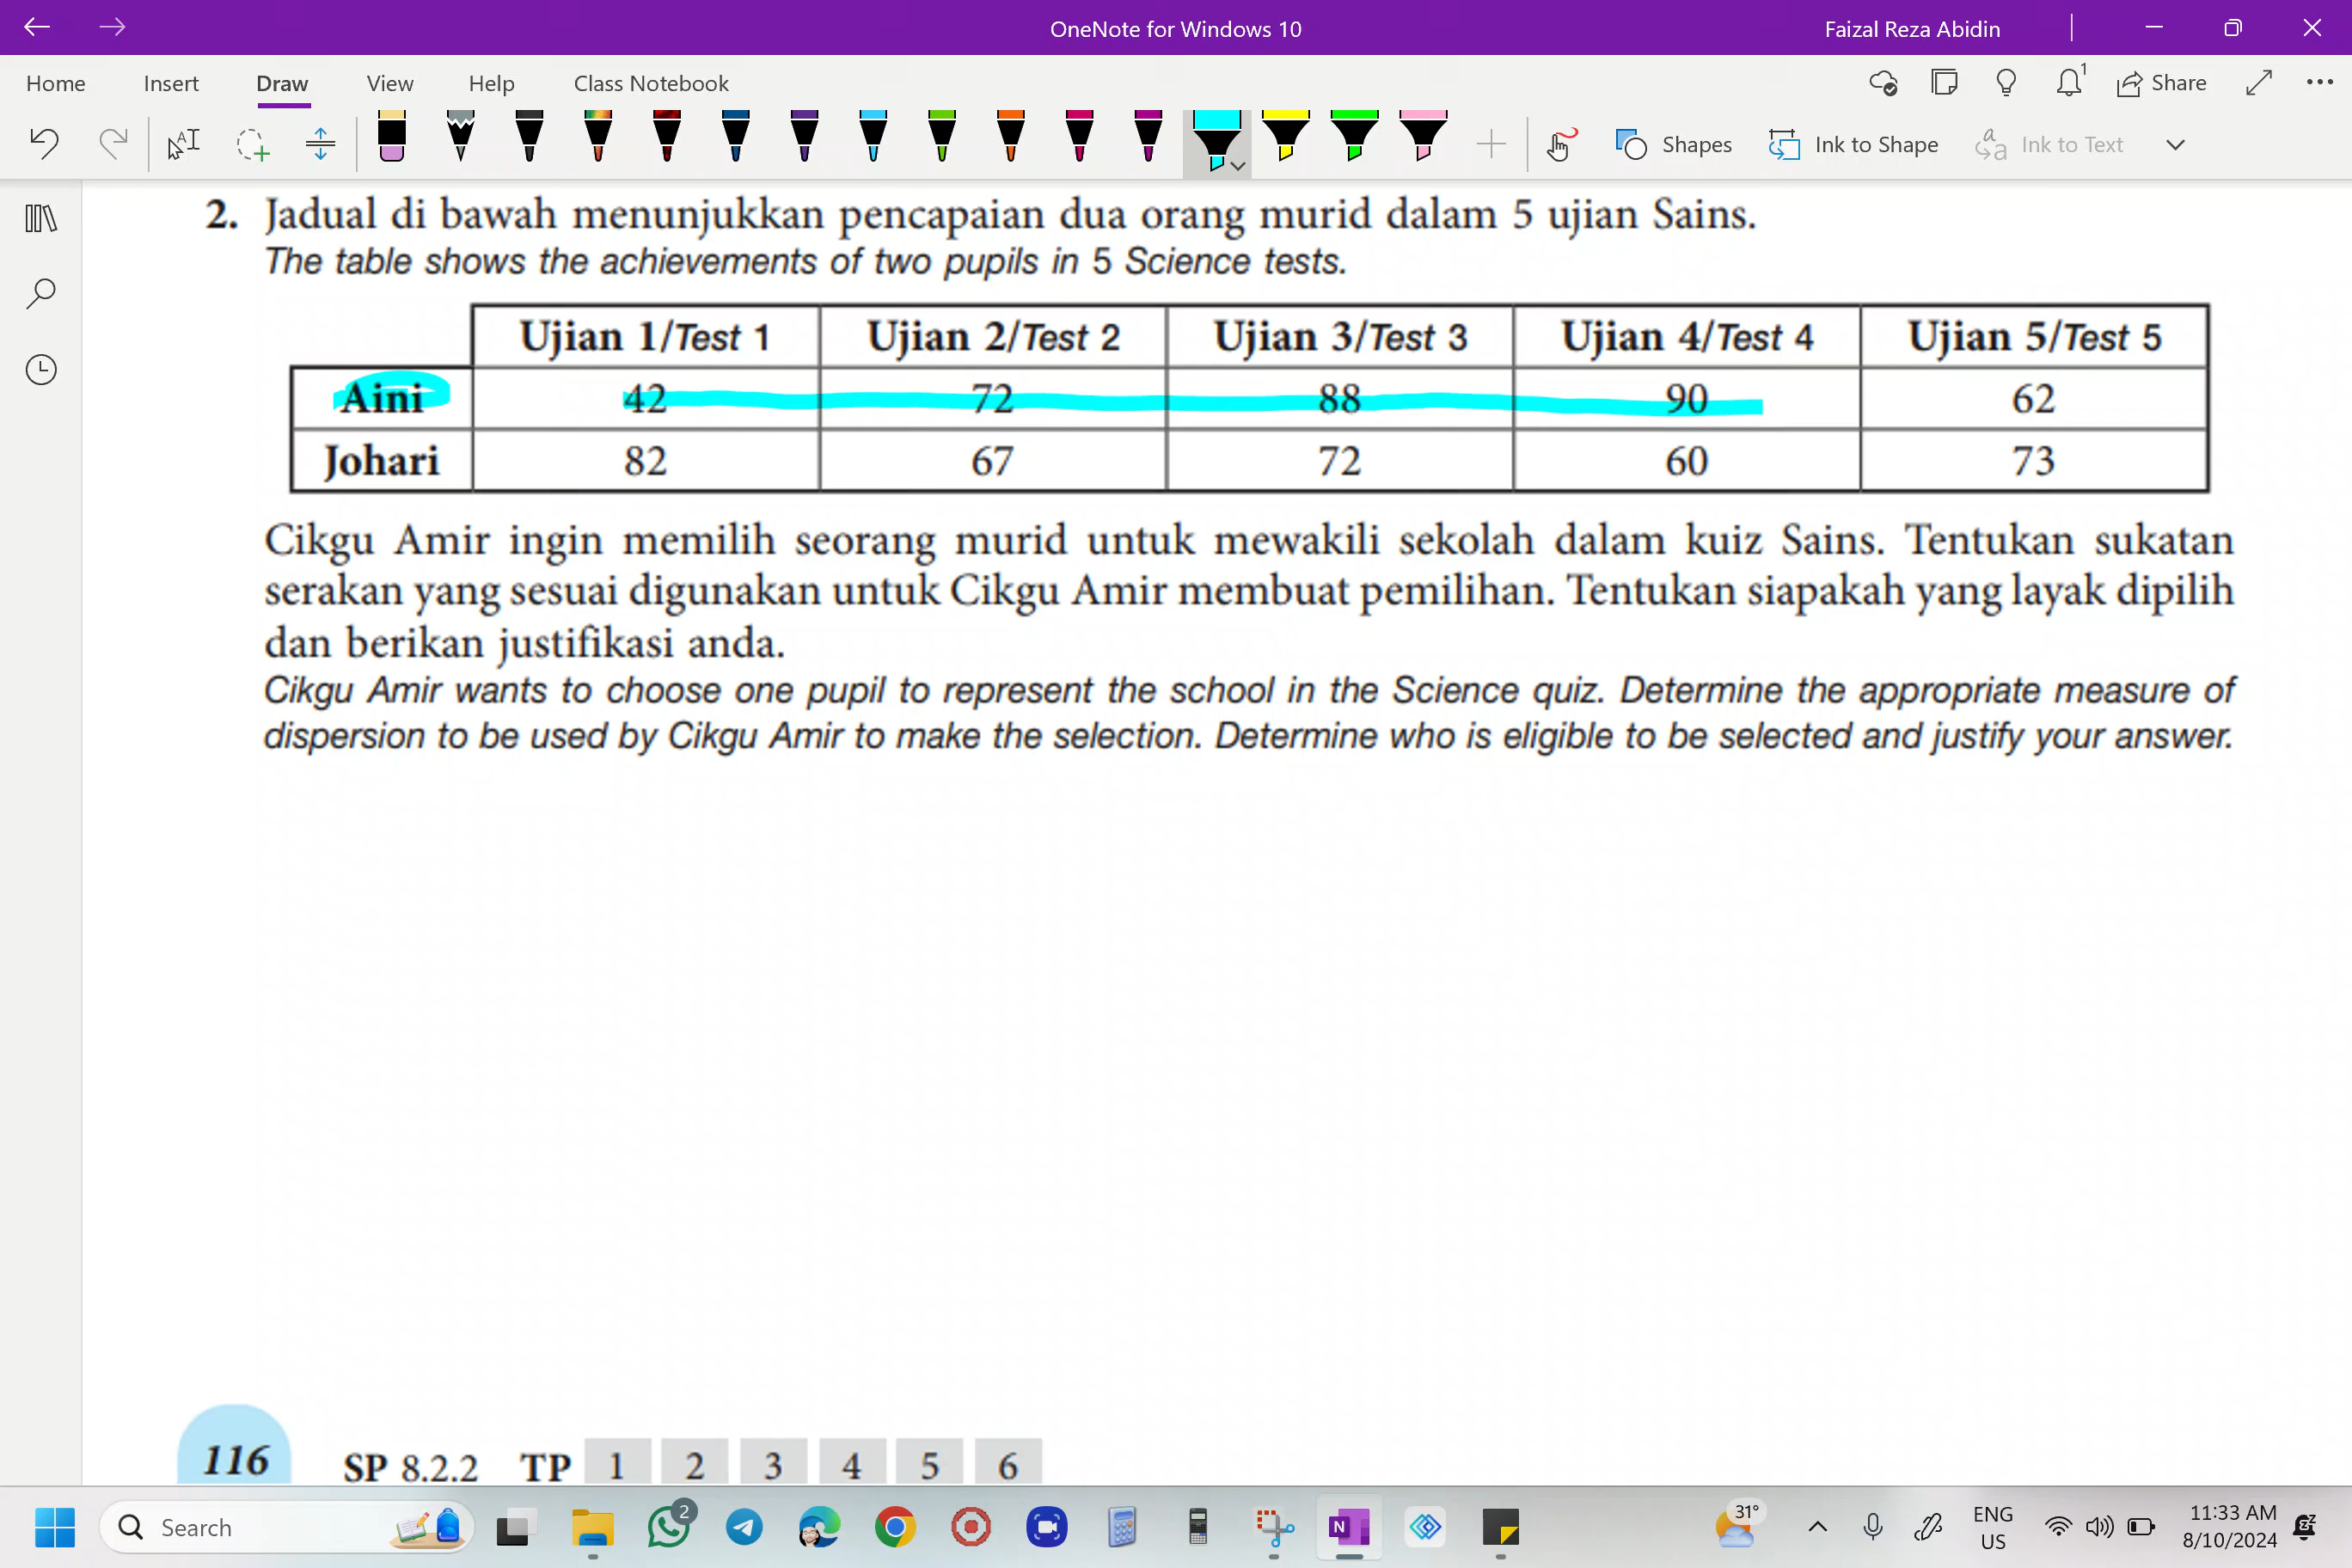 OneNote for Windows 10
Faizal Reza Abidin
Home Insert Draw View Help Class Notebook
1
Share
Shapes Ink to Shape Ink to Text
2. Jadual di bawah menunjukkan pencapaian dua orang murid dalam 5 ujian Sains.
The table shows the achievements of two pupils in 5 Science tests.
Ujian 1/Test 1 Ujian 2/Test 2 Ujian 3/Test 3 Ujian 4/Test 4 Ujian 5/Test 5
Aini 42 72 88 90 62
Johari 82 67 72 60 73
Cikgu Amir ingin memilih seorang murid untuk mewakili sekolah dalam kuiz Sains. Tentukan sukatan
serakan yang sesuai digunakan untuk Cikgu Amir membuat pemilihan. Tentukan siapakah yang layak dipilih
dan berikan justifikasi anda.
Cikgu Amir wants to choose one pupil to represent the school in the Science quiz. Determine the appropriate measure of
dispersion to be used by Cikgu Amir to make the selection. Determine who is eligible to be selected and justify your answer.
116 SP 8.2.2 TP 1 2 3 4 5 6
Search
2
N
31°
ENG
US
11:33 AM
8/10/2024